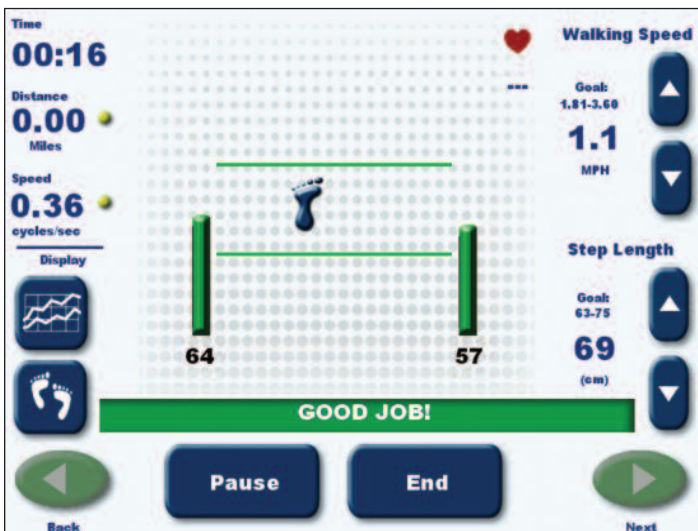 Time
00:16
Distance
0.00
Miles
Speed
0.36
cycles/sec
Display
---
64
57
Walking Speed
Goal:
1.81-3.60
1.1
MPH
Step Length
Goal:
63-75
69
(cm)
GOOD JOB!
Back
Pause
End
Next